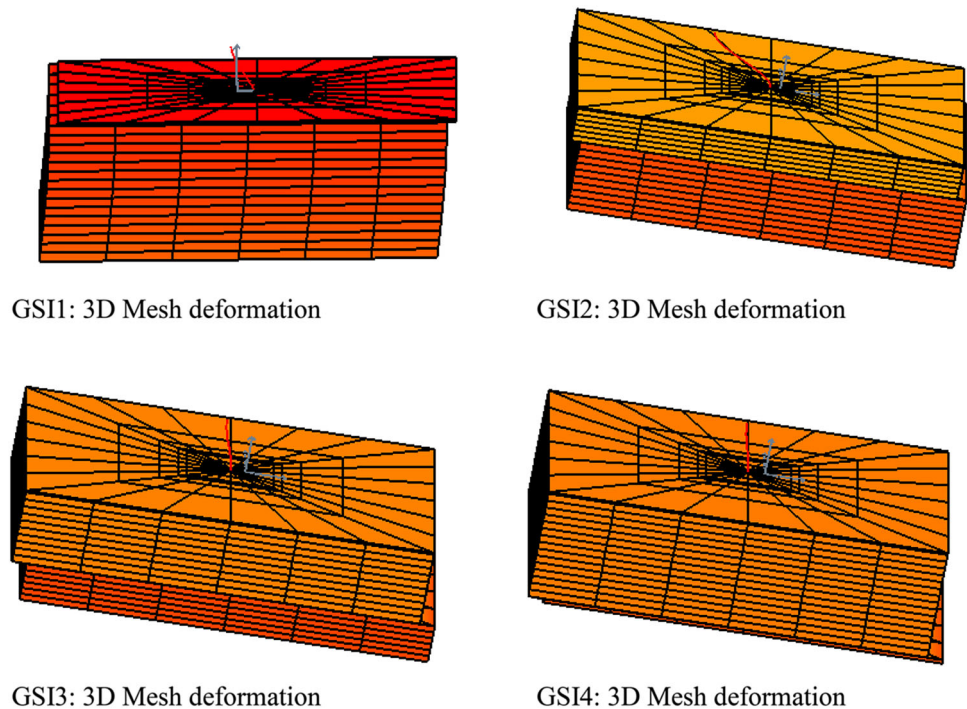 GSI1: 3D Mesh deformation
GSI2: 3D Mesh deformation
GSI3: 3D Mesh deformation
GSI4: 3D Mesh deformation